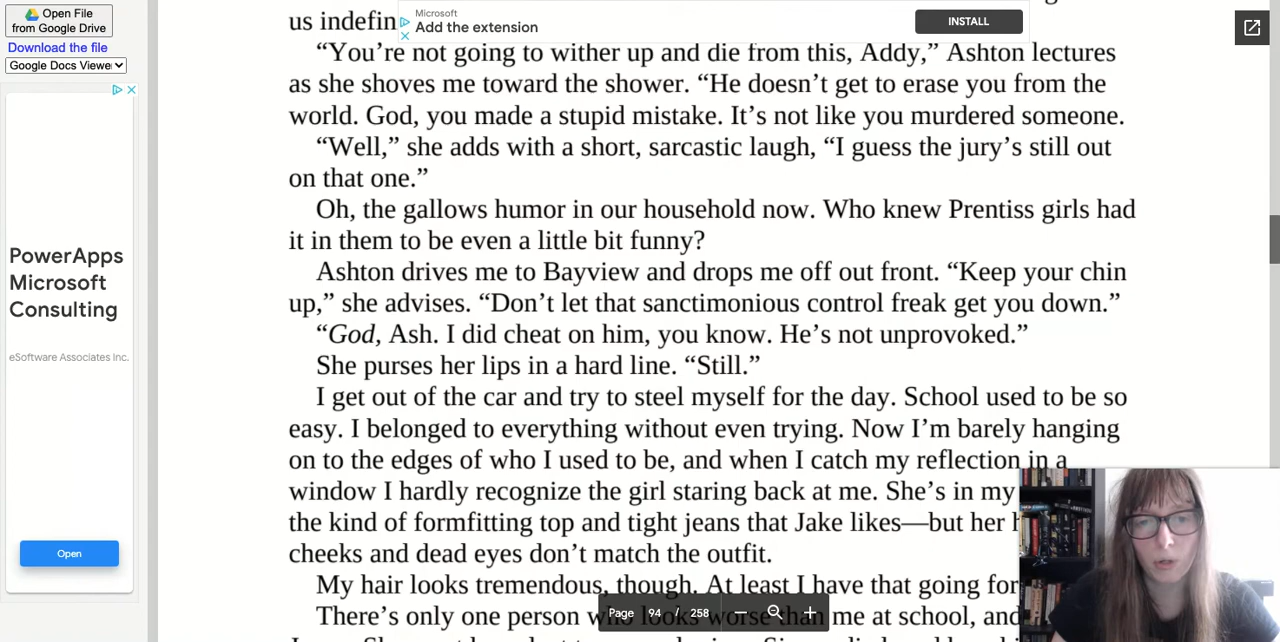 Open File
from Google Drive
Download the file
Google Docs Viewe
PowerApps
Microsoft
Consulting
eSoftware Associates Inc.
Open
Microsoft
Add the extension
INSTALL
us indefin
“You’re not going to wither up and die from this, Addy,” Ashton lectures
as she shoves me toward the shower. “He doesn’t get to erase you from the
world. God, you made a stupid mistake. It’s not like you murdered someone.
“Well,” she adds with a short, sarcastic laugh, “I guess the jury’s still out
on that one.”
Oh, the gallows humor in our household now. Who knew Prentiss girls had
it in them to be even a little bit funny?
Ashton drives me to Bayview and drops me off out front. “Keep your chin
up,” she advises. “Don’t let that sanctimonious control freak get you down.”
“God, Ash. I did cheat on him, you know. He’s not unprovoked.”
She purses her lips in a hard line. “Still.”
I get out of the car and try to steel myself for the day. School used to be so
easy. I belonged to everything without even trying. Now I’m barely hanging
on to the edges of who I used to be, and when I catch my reflection in a
window I hardly recognize the girl staring back at me. She’s in my
the kind of formfitting top and tight jeans that Jake likes—but her h
cheeks and dead eyes don’t match the outfit.
My hair looks tremendous, though. At least I have that going for
There’s only one person who looks worse than me at school, and
Page 94 / 258